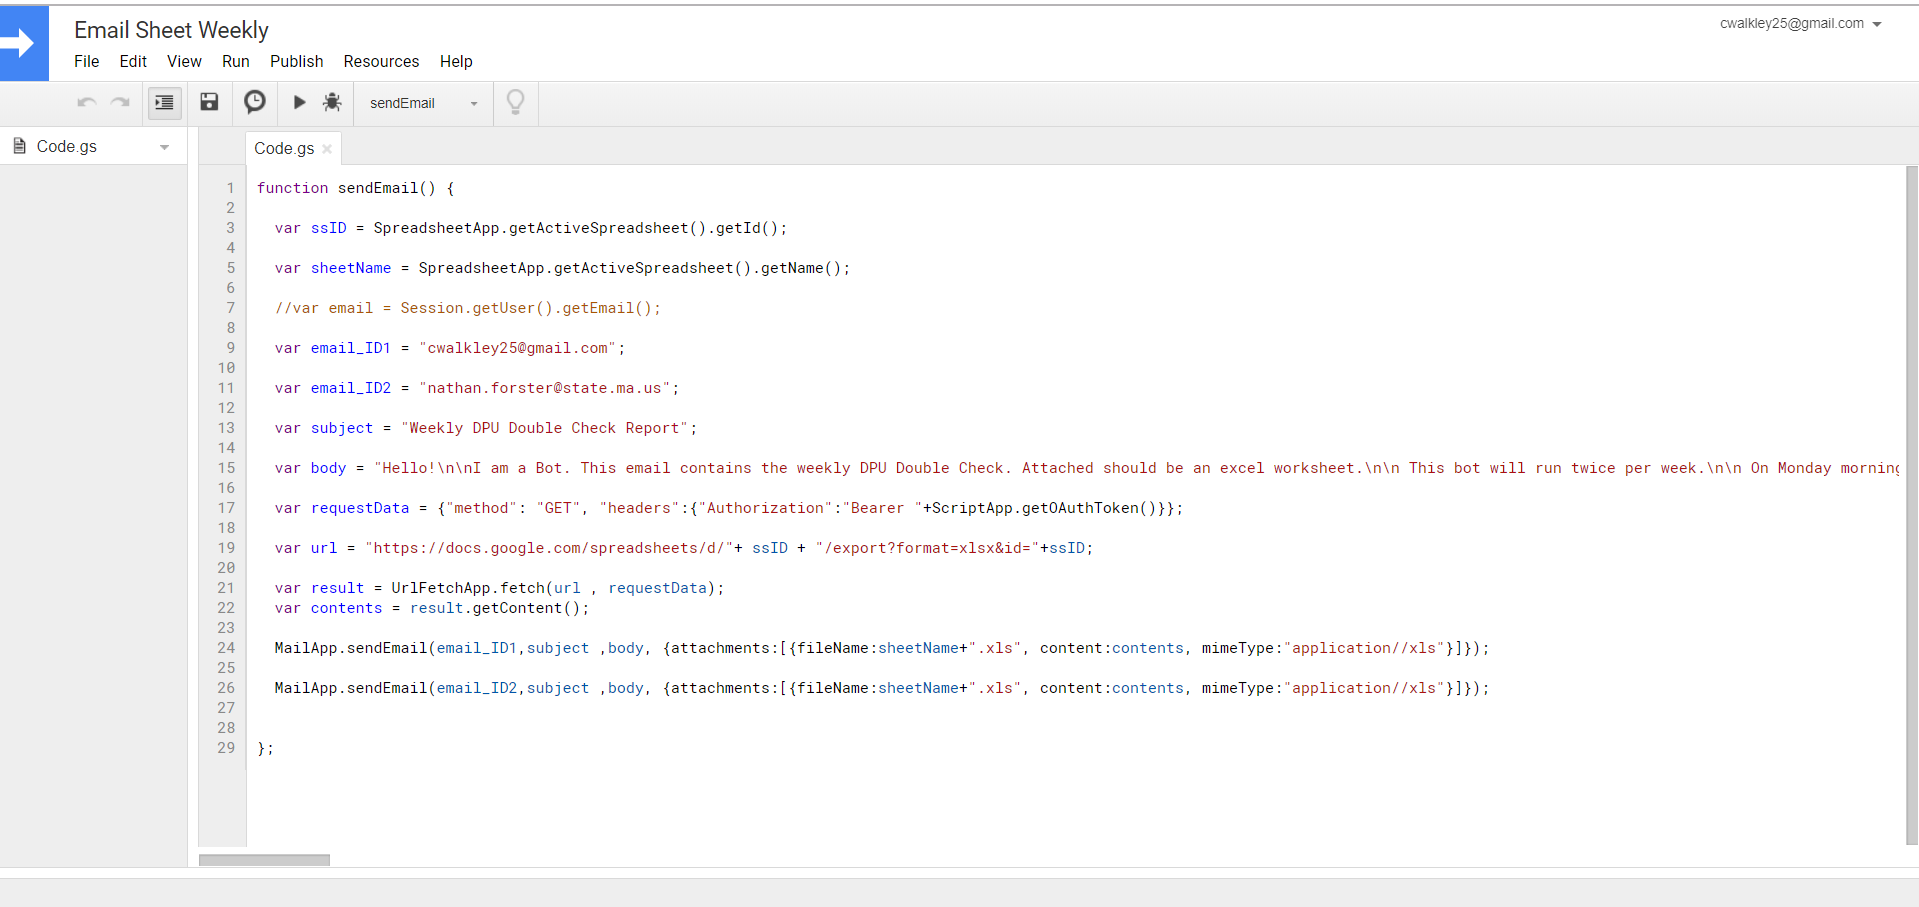 Email Sheet Weekly
cwalkley25@gmail.com
File Edit View Run Publish Resources Help
sendEmail
Code.gs
Code.gs
1 function sendEmail() {
2
3 var ssID = SpreadsheetApp.getActiveSpreadsheet().getId();
4
5 var sheetName = SpreadsheetApp.getActiveSpreadsheet().getName();
6
7 //var email = Session.getUser().getEmail();
8
9 var email_ID1 = "cwalkley25@gmail.com";
10
11 var email_ID2 = "nathan.forster@state.ma.us";
12
13 var subject = "Weekly DPU Double Check Report";
14
15 var body = "Hello!\n\nI am a Bot. This email contains the weekly DPU Double Check. Attached should be an excel worksheet.\n\n This bot will run twice per week.\n\n On Monday morning
16
17 var requestData = {"method": "GET", "headers":{"Authorization":"Bearer "+ScriptApp.getOAuthToken()}};
18
19 var url = "https://docs.google.com/spreadsheets/d/"+ ssID + "/export?format=xlsx&id="+ssID;
20
21 var result = UrlFetchApp.fetch(url , requestData);
22 var contents = result.getContent();
23
24 MailApp.sendEmail(email_ID1,subject ,body, {attachments:[{fileName:sheetName+".xls", content:contents, mimeType:"application//xls"}]});
25
26 MailApp.sendEmail(email_ID2,subject ,body, {attachments:[{fileName:sheetName+".xls", content:contents, mimeType:"application//xls"}]});
27
28
29 };